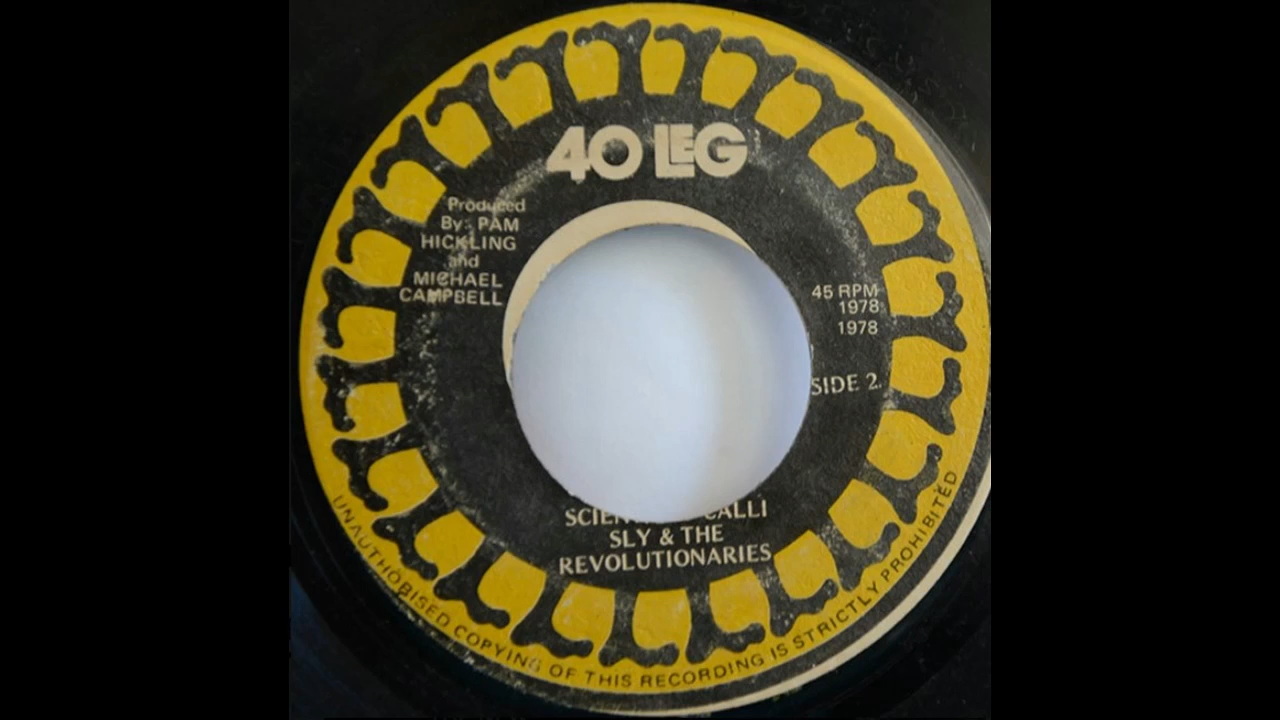 40 LEG
Produced
By: PAM
HICKLING
and
MICHAEL
CAMPBELL
45 RPM
1978
1978
SIDE 2.
CALLI
SLY & THE
REVOLUTIONARIES
UNAUTHORISED COPYING OF THIS RECORDING IS STRICTLY PROHIBITED